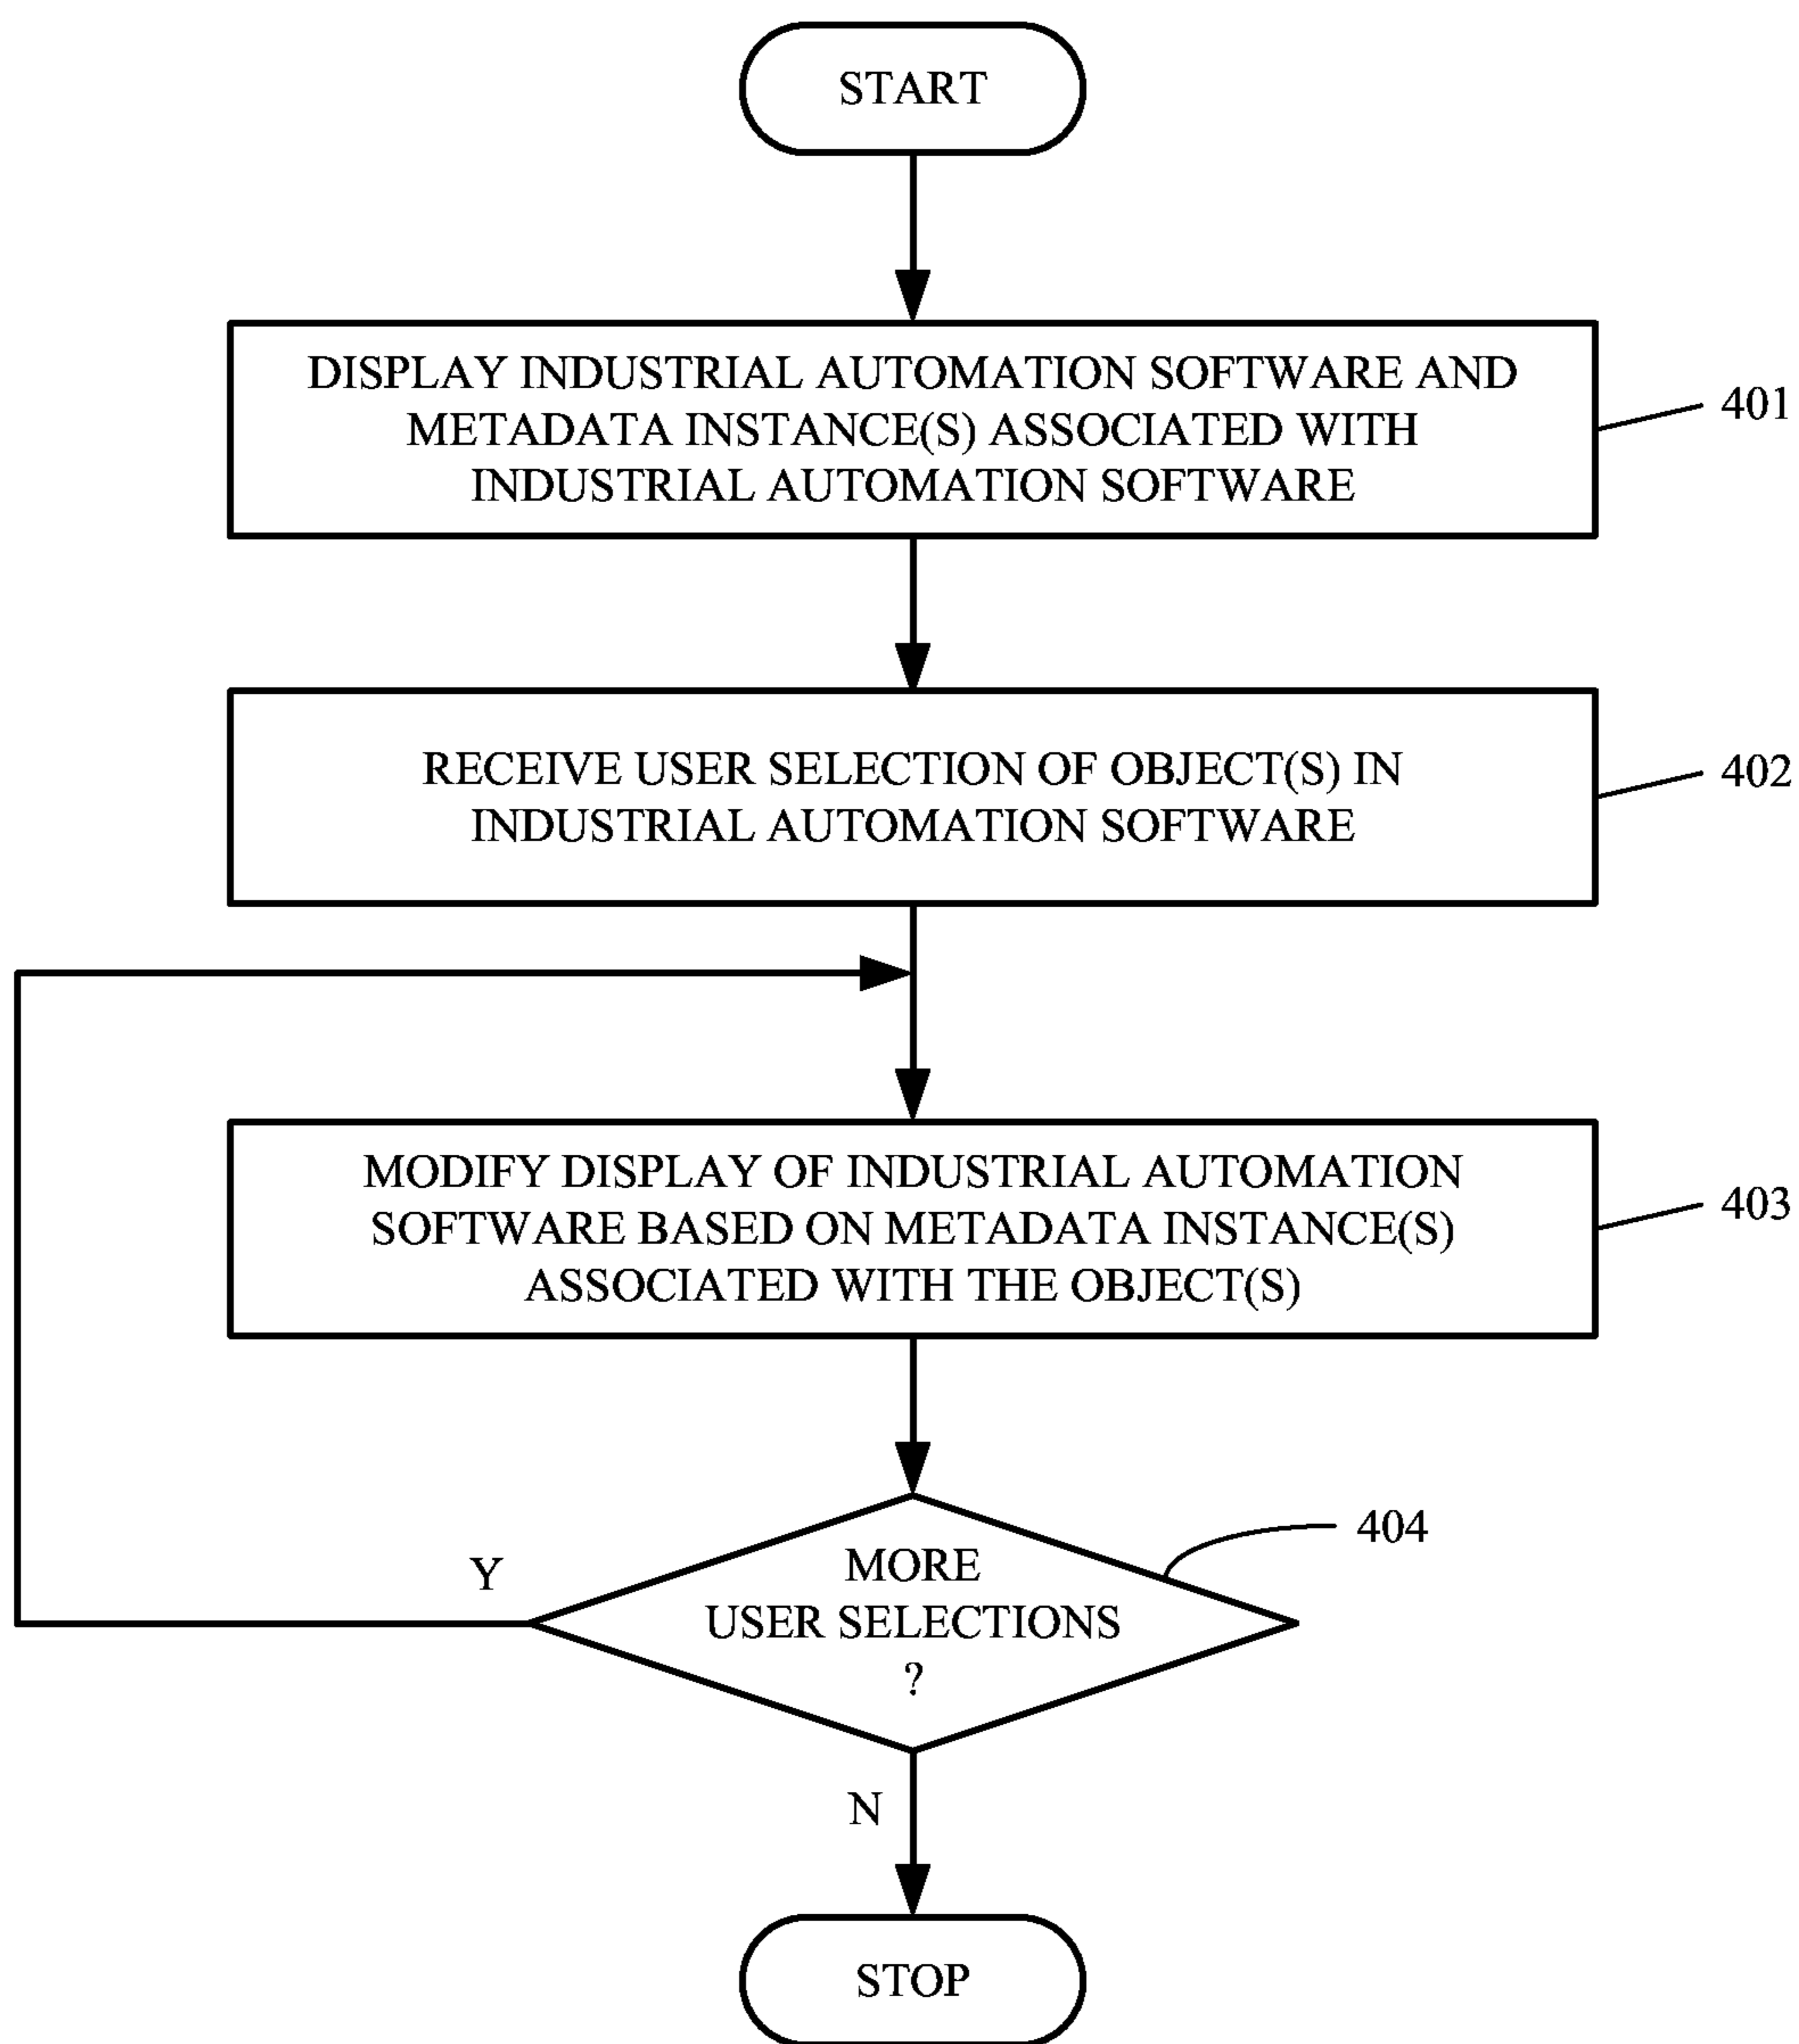 START
DISPLAY INDUSTRIAL AUTOMATION SOFTWARE AND
METADATA INSTANCE(S) ASSOCIATED WITH
INDUSTRIAL AUTOMATION SOFTWARE
401
RECEIVE USER SELECTION OF OBJECT(S) IN
INDUSTRIAL AUTOMATION SOFTWARE
402
MODIFY DISPLAY OF INDUSTRIAL AUTOMATION
SOFTWARE BASED ON METADATA INSTANCE(S)
ASSOCIATED WITH THE OBJECT(S)
403
404
MORE
USER SELECTIONS
?
Y
N
STOP